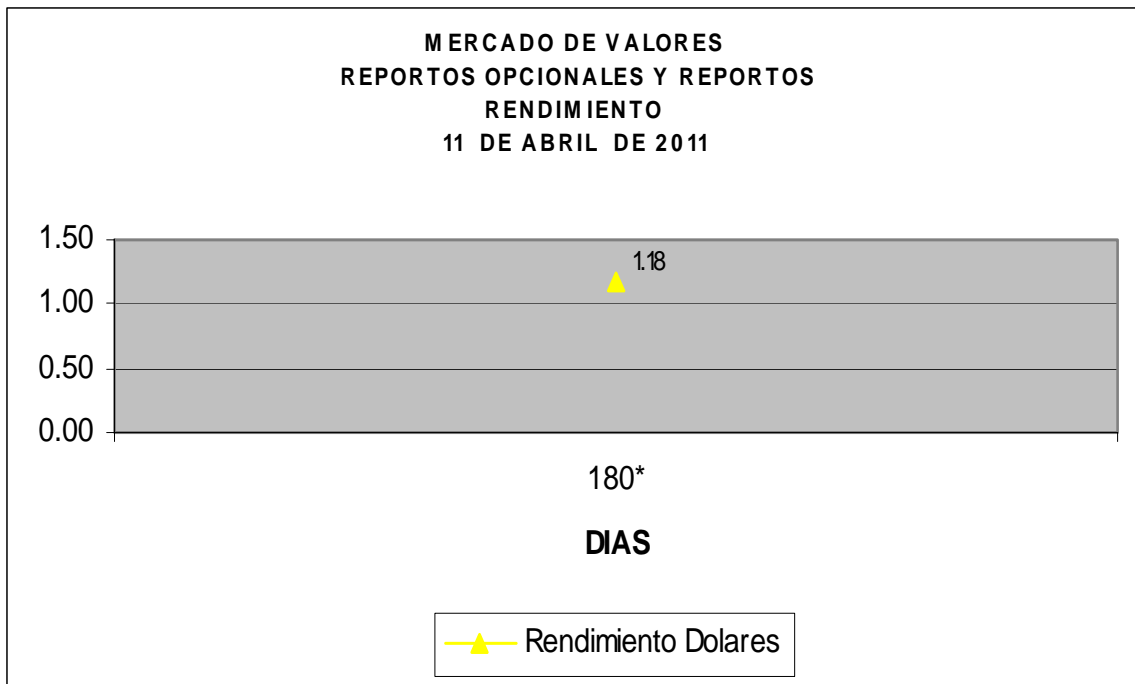 MERCADO DE VALORES
REPORTOS OPCIONALES Y REPORTOS
RENDIMIENTO
11 DE ABRIL DE 2011
1.50
1.18
1.00
0.50
0.00
180*
DIAS
Rendimiento Dolares